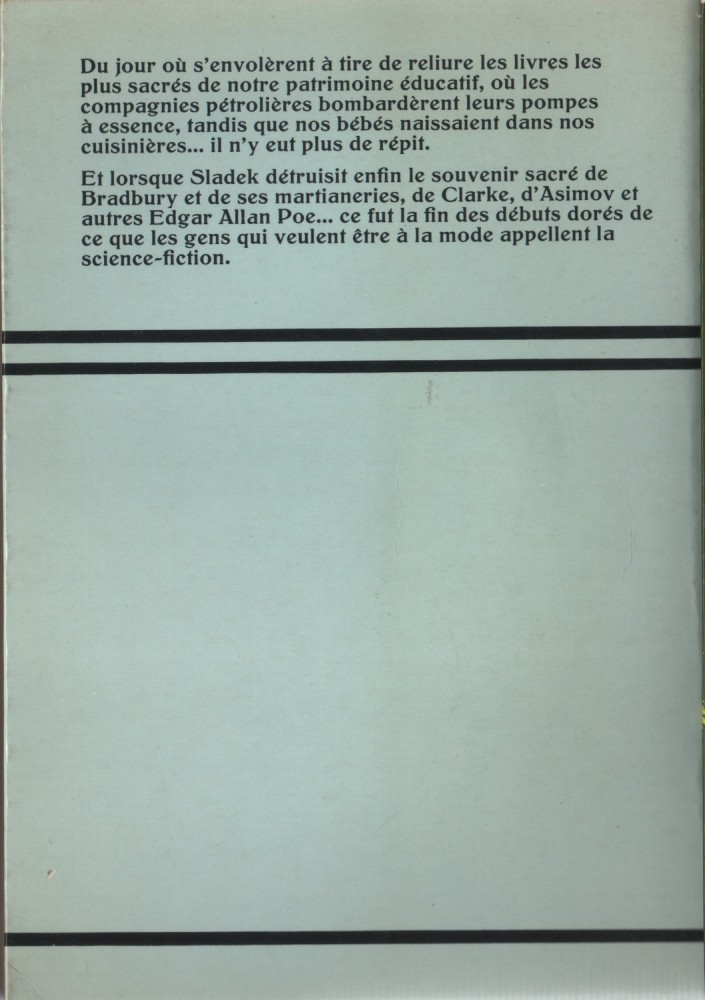 Du jour où s'envolèrent à tire de reliure les livres les
plus sacrés de notre patrimoine éducatif, où les
compagnies pétrolières bombardèrent leurs pompes
à essence, tandis que nos bébés naissaient dans nos
cuisinières... il n'y eut plus de répit.
Et lorsque Sladek détruisit enfin le souvenir sacré de
Bradbury et de ses martianeries, de Clarke, d'Asimov et
autres Edgar Allan Poe... ce fut la fin des débuts dorés de
ce que les gens qui veulent être à la mode appellent la
science-fiction.